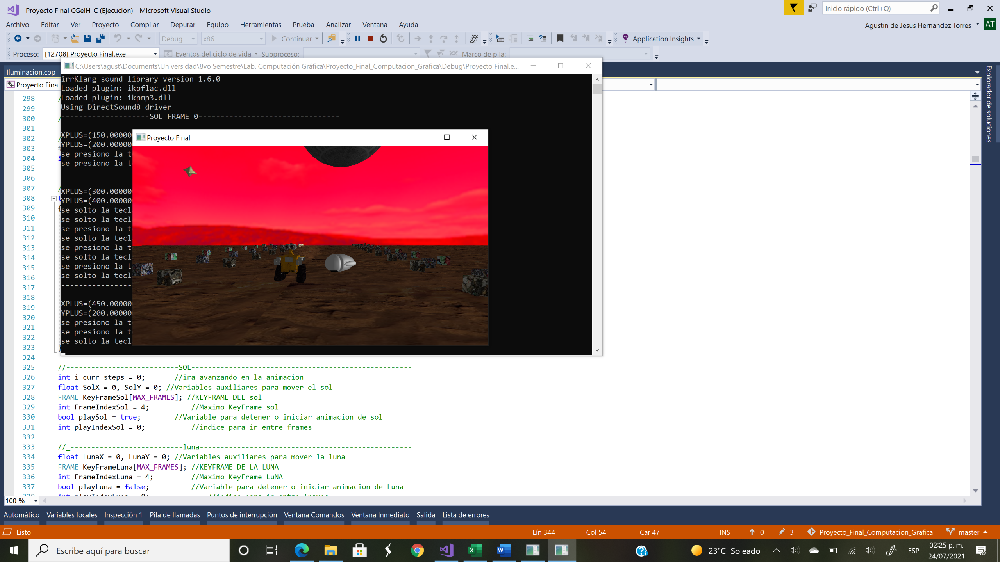 Proyecto Final CGeIH-C (Ejecución) - Microsoft Visual Studio
Inicio rápido (Ctrl+Q)
Archivo Editar Ver Proyecto Compilar Depurar Equipo Herramientas Prueba Analizar Ventana Ayuda
Agustin de Jesus Hernandez Torres AT
Debug x86 Continuar Application Insights
Proceso: [12708] Proyecto Final.exe Eventos del ciclo de vida Subproceso: Marco de pila:
Iluminacion.cpp
Proyecto Final
Explorador de soluciones
C:\Users\agust\Documents\Universidad\8vo Semestre\Lab. Computación Gráfica\Proyecto_Final_Computacion_Grafica\Debug\Proyecto Final.e...
irrKlang sound library version 1.6.0
Loaded plugin: ikpflac.dll
Loaded plugin: ikpmp3.dll
Using DirectSound8 driver
--------------------SOL FRAME 0--------------------------------
XPLUS=(150.00000
YPLUS=(200.00000
se presiono la t
se presiono la t
----------------
XPLUS=(300.00000
YPLUS=(400.00000
se solto la tecl
se solto la tecl
se presiono la t
se solto la tecl
se presiono la t
se solto la tecl
se presiono la t
se solto la tecl
----------------
XPLUS=(450.00000
YPLUS=(200.00000
se presiono la t
se presiono la t
se solto la tecl
Proyecto Final
298 /
299
300 /
301
302 /
303 #
304 i
305
306
307 /
308 t
309 {
310
311
312
313
314
315
316
317
318
319
320
321
322
323 }
324
325 //---------------------------SOL-----------------------------------------------------
326 int i_curr_steps = 0; //ira avanzando en la animacion
327 float SolX = 0, SolY = 0; //Variables auxiliares para mover el sol
328 FRAME KeyFrameSol[MAX_FRAMES]; //KEYFRAME DEL sol
329 int FrameIndexSol = 4; //Maximo KeyFrame sol
330 bool playSol = true; //Variable para detener o iniciar animacion de sol
331 int playIndexSol = 0; //indice para ir entre frames
332
333 //_---------------------------luna---------------------------------------------------
334 float LunaX = 0, LunaY = 0; //Variables auxiliares para mover la luna
335 FRAME KeyFrameLuna[MAX_FRAMES]; //KEYFRAME DE LA LUNA
336 int FrameIndexLuna = 4; //Maximo KeyFrame LuNA
337 bool playLuna = false; //Variable para detener o iniciar animacion de Luna
100 %
Automático Variables locales Inspección 1 Pila de llamadas Puntos de interrupción Ventana Comandos Ventana Inmediato Salida Lista de errores
Listo Lín 344 Col 54 Car 47 INS 0 3 Proyecto_Final_Computacion_Grafica master
Escribe aquí para buscar
23°C Soleado
ESP
02:25 p. m.
24/07/2021